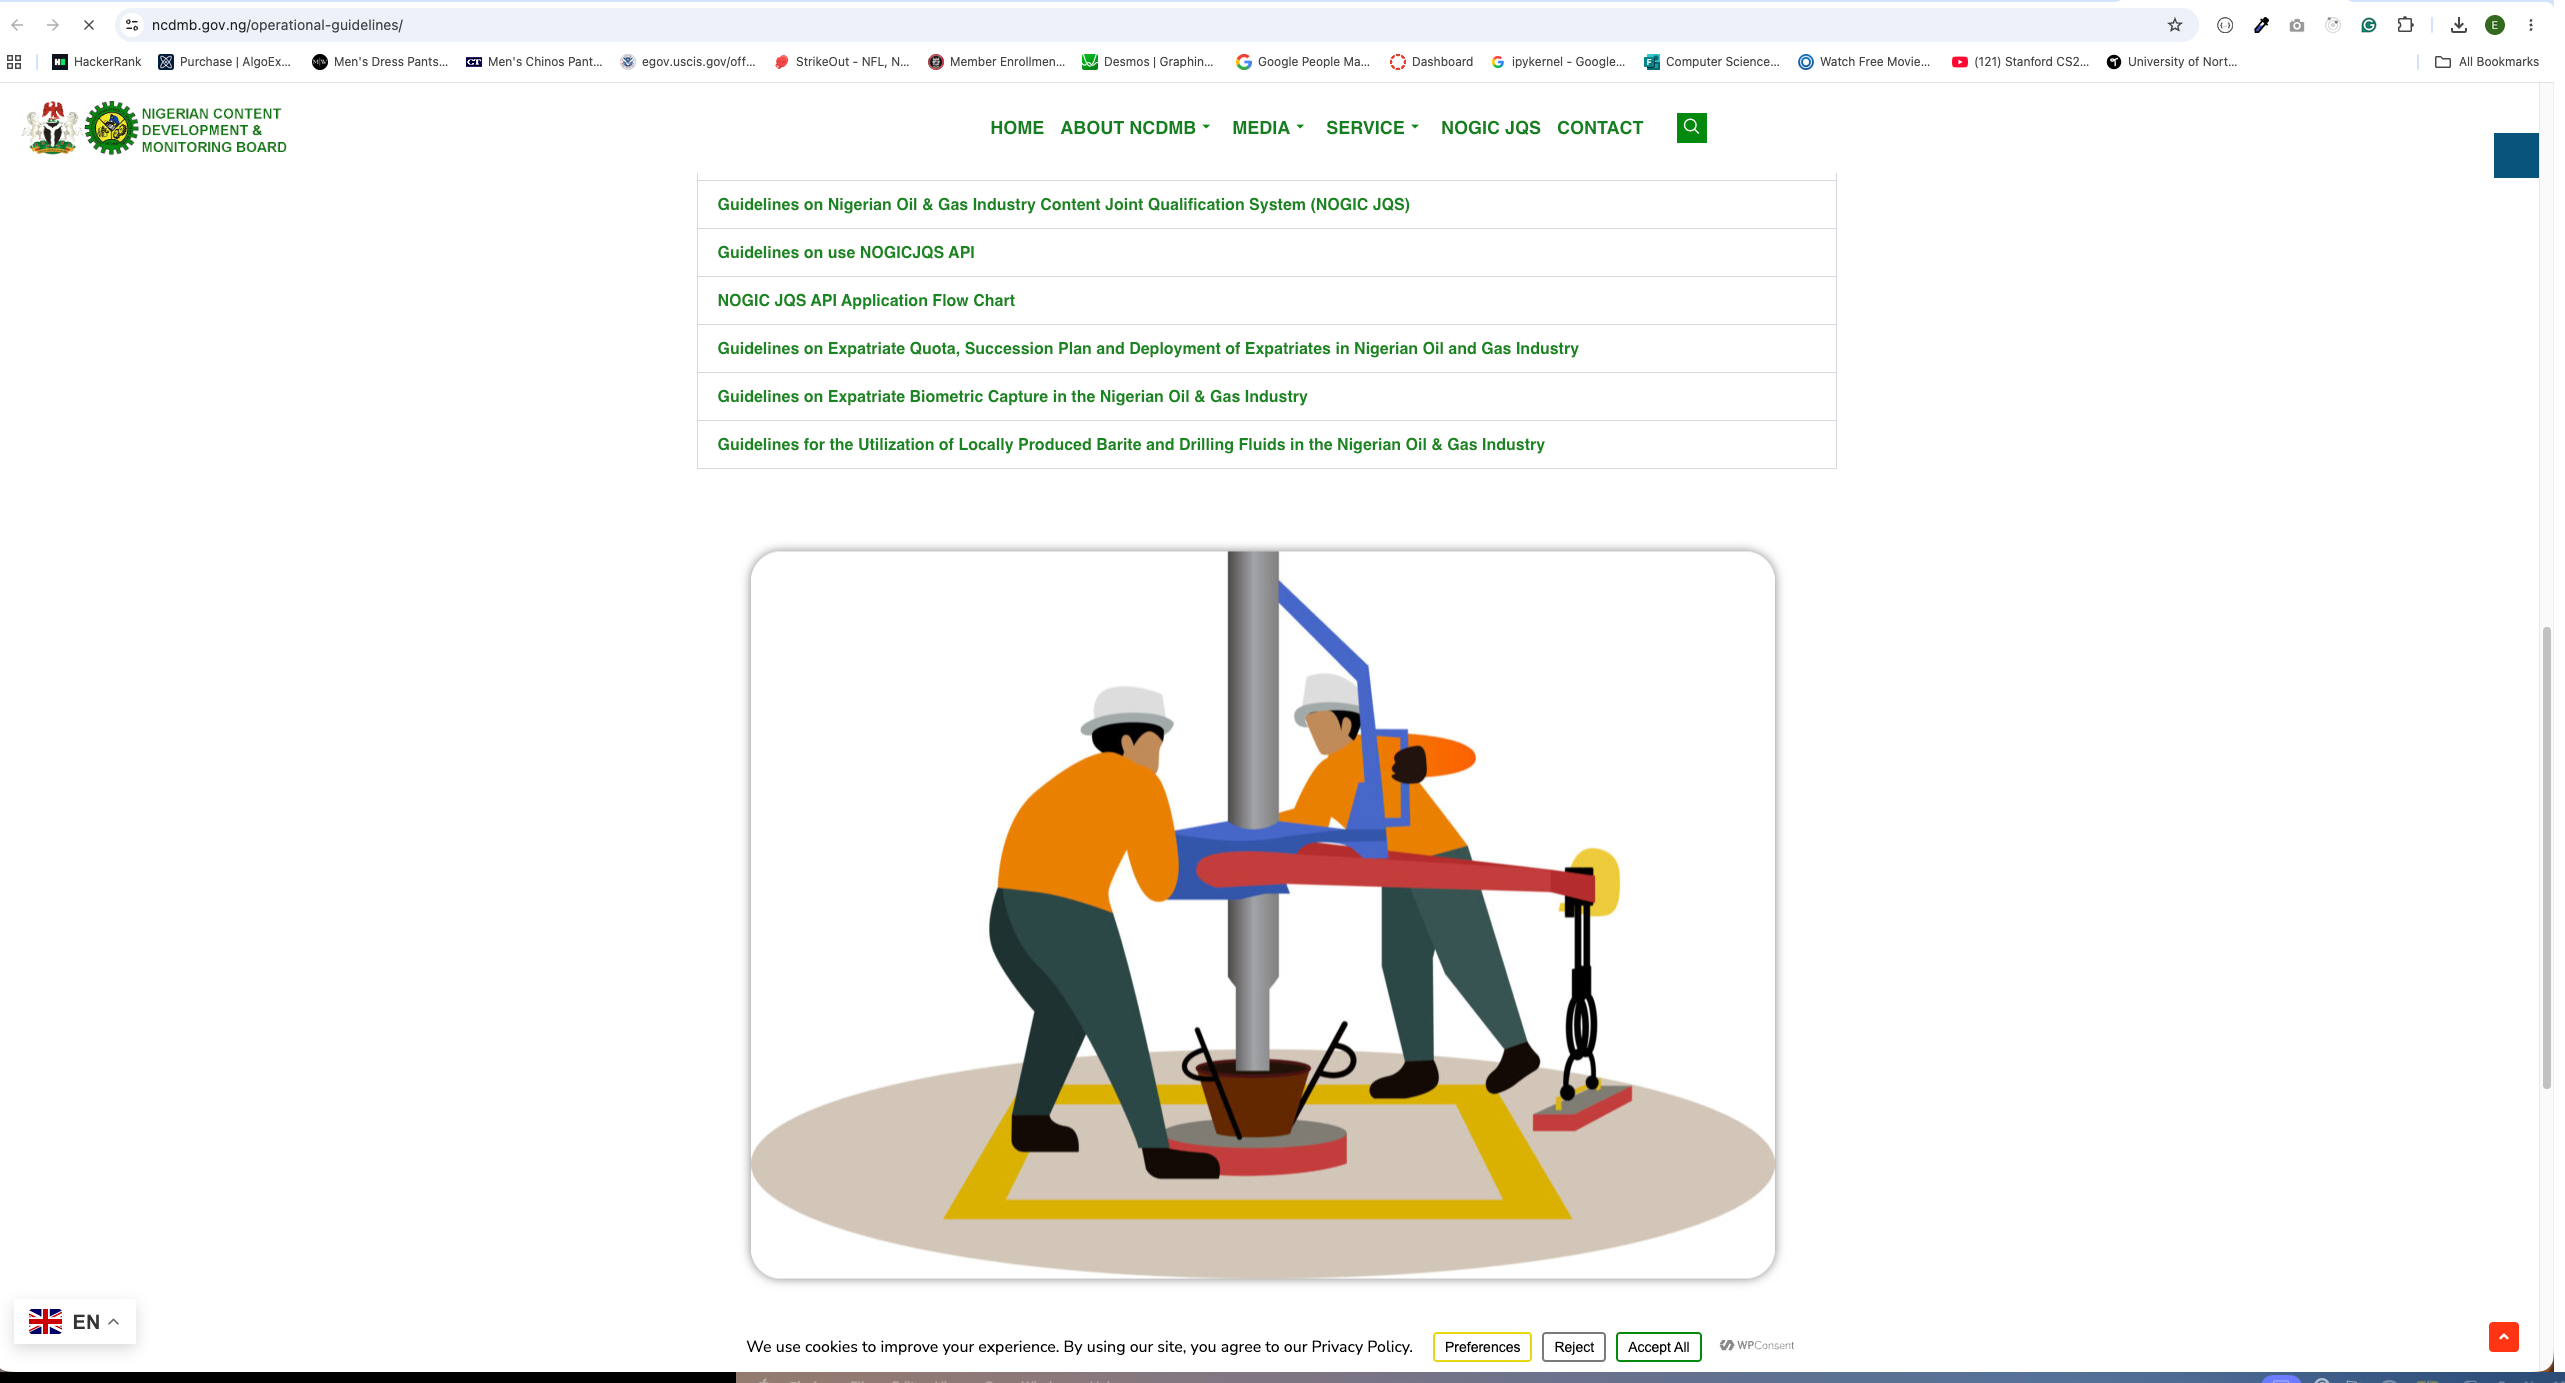 ncdmb.gov.ng/operational-guidelines/
E
HackerRank
Purchase | AlgoEx...
Men's Dress Pants...
Men's Chinos Pant...
egov.uscis.gov/off...
StrikeOut - NFL, N...
Member Enrollmen...
Desmos | Graphin...
Google People Ma...
Dashboard
ipykernel - Google...
Computer Science...
Watch Free Movie...
(121) Stanford CS2...
University of Nort...
All Bookmarks
NIGERIAN CONTENT
DEVELOPMENT &
MONITORING BOARD
HOME ABOUT NCDMB MEDIA SERVICE NOGIC JQS CONTACT
Guidelines on Nigerian Oil & Gas Industry Content Joint Qualification System (NOGIC JQS)
Guidelines on use NOGICJQS API
NOGIC JQS API Application Flow Chart
Guidelines on Expatriate Quota, Succession Plan and Deployment of Expatriates in Nigerian Oil and Gas Industry
Guidelines on Expatriate Biometric Capture in the Nigerian Oil & Gas Industry
Guidelines for the Utilization of Locally Produced Barite and Drilling Fluids in the Nigerian Oil & Gas Industry
EN
We use cookies to improve your experience. By using our site, you agree to our Privacy Policy.
Preferences
Reject
Accept All
WPConsent